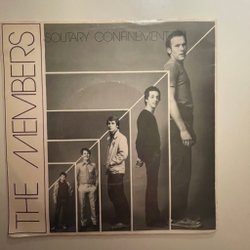 THE MEMBERS
SOLITARY CONFINEMENT